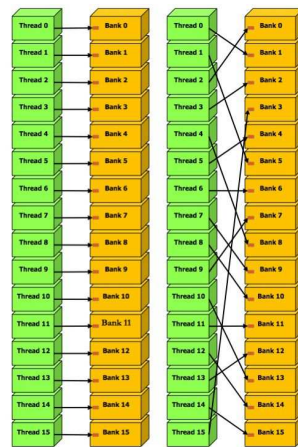 Thread 0 Bank 0 Thread 0 Bank 0
Thread 1 Bank 1 Thread 1 Bank 1
Thread 2 Bank 2 Thread 2 Bank 2
Thread 3 Bank 3 Thread 3 Bank 3
Thread 4 Bank 4 Thread 4 Bank 4
Thread 5 Bank 5 Thread 5 Bank 5
Thread 6 Bank 6 Thread 6 Bank 6
Thread 7 Bank 7 Thread 7 Bank 7
Thread 8 Bank 8 Thread 8 Bank 8
Thread 9 Bank 9 Thread 9 Bank 9
Thread 10 Bank 10 Thread 10 Bank 10
Thread 11 Bank 11 Thread 11 Bank 11
Thread 12 Bank 12 Thread 12 Bank 12
Thread 13 Bank 13 Thread 13 Bank 13
Thread 14 Bank 14 Thread 14 Bank 14
Thread 15 Bank 15 Thread 15 Bank 15